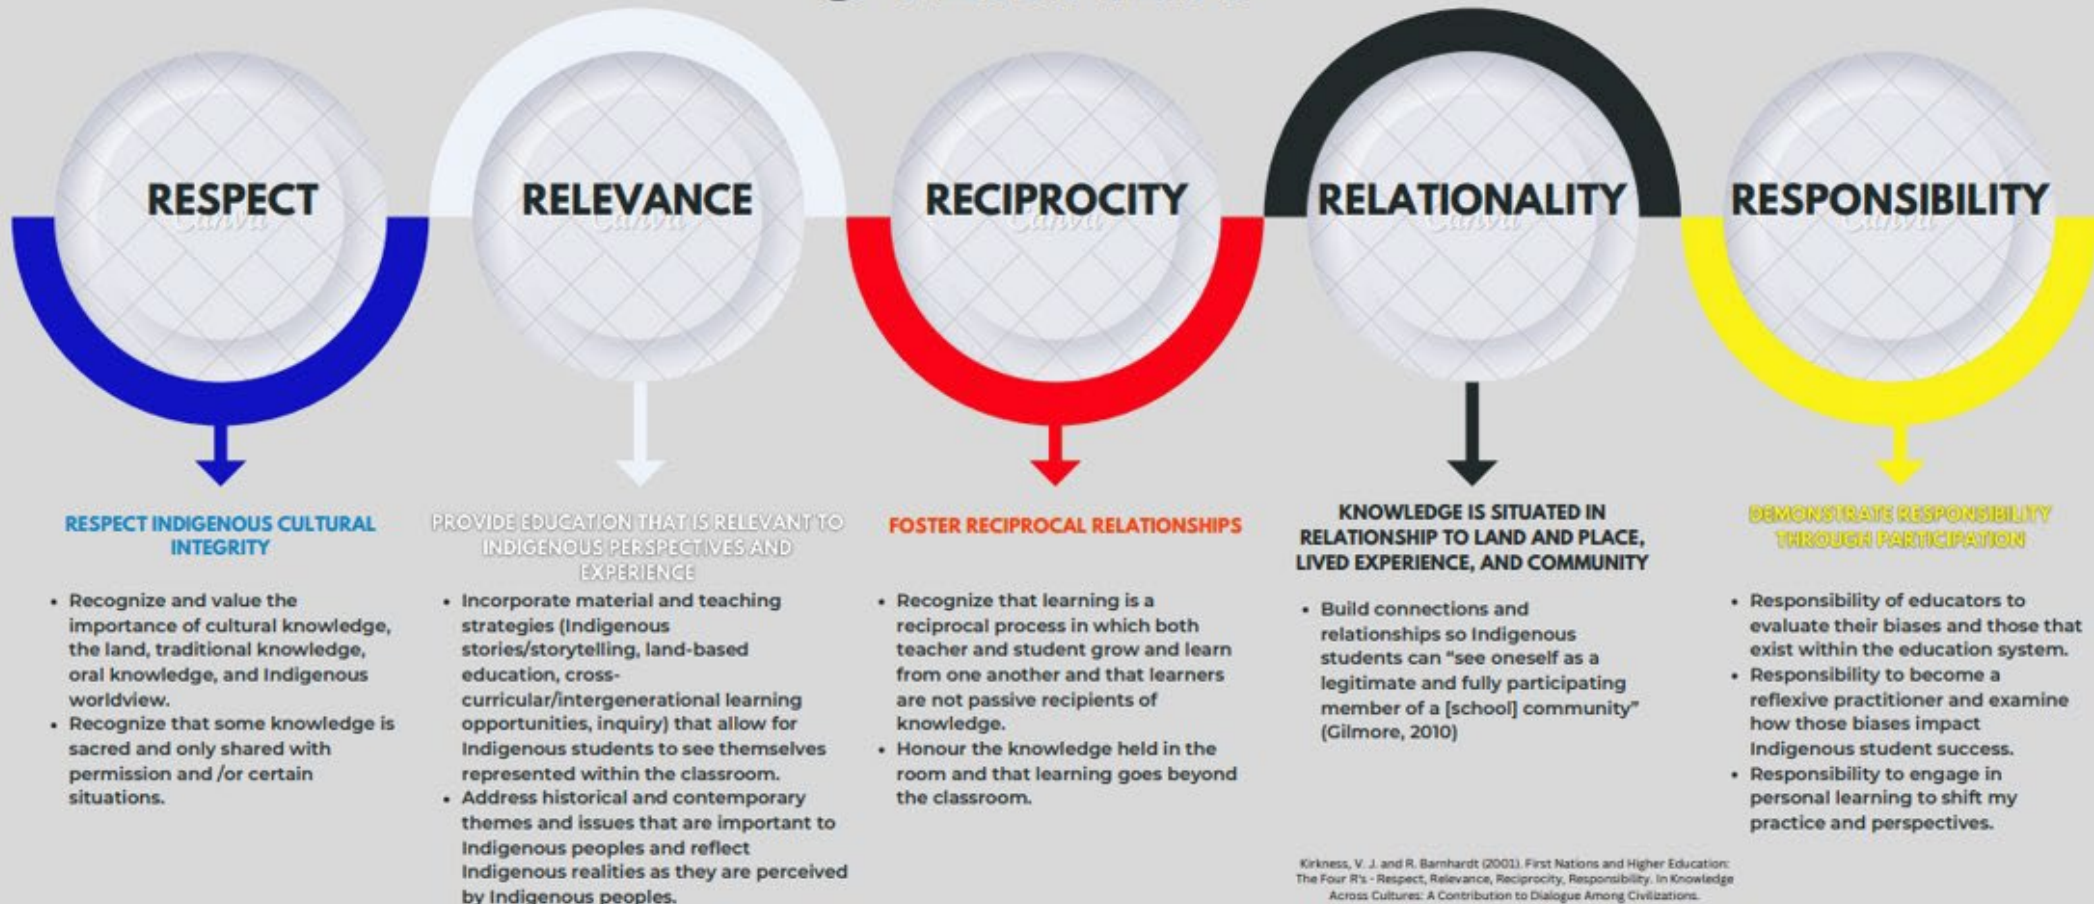 RESPECT
Canva
RELEVANCE
Canva
RECIPROCITY
Canva
RELATIONALITY
Canva
RESPONSIBILITY
Canva
RESPECT INDIGENOUS CULTURAL
INTEGRITY
• Recognize and value the
importance of cultural knowledge,
the land, traditional knowledge,
oral knowledge, and Indigenous
worldview.
• Recognize that some knowledge is
sacred and only shared with
permission and /or certain
situations.
PROVIDE EDUCATION THAT IS RELEVANT TO
INDIGENOUS PERSPECTIVES AND
EXPERIENCE
• Incorporate material and teaching
strategies (Indigenous
stories/storytelling, land-based
education, cross-
curricular/intergenerational learning
opportunities, inquiry) that allow for
Indigenous students to see themselves
represented within the classroom.
• Address historical and contemporary
themes and issues that are important to
Indigenous peoples and reflect
Indigenous realities as they are perceived
by Indigenous peoples.
FOSTER RECIPROCAL RELATIONSHIPS
• Recognize that learning is a
reciprocal process in which both
teacher and student grow and learn
from one another and that learners
are not passive recipients of
knowledge.
• Honour the knowledge held in the
room and that learning goes beyond
the classroom.
KNOWLEDGE IS SITUATED IN
RELATIONSHIP TO LAND AND PLACE,
LIVED EXPERIENCE, AND COMMUNITY
• Build connections and
relationships so Indigenous
students can “see oneself as a
legitimate and fully participating
member of a [school] community”
(Gilmore, 2010)
DEMONSTRATE RESPONSIBILITY
THROUGH PARTICIPATION
• Responsibility of educators to
evaluate their biases and those that
exist within the education system.
• Responsibility to become a
reflexive practitioner and examine
how those biases impact
Indigenous student success.
• Responsibility to engage in
personal learning to shift my
practice and perspectives.
Kirkness, V. J. and R. Barnhardt (2001). First Nations and Higher Education:
The Four R's - Respect, Relevance, Reciprocity, Responsibility. In Knowledge
Across Cultures: A Contribution to Dialogue Among Civilizations.